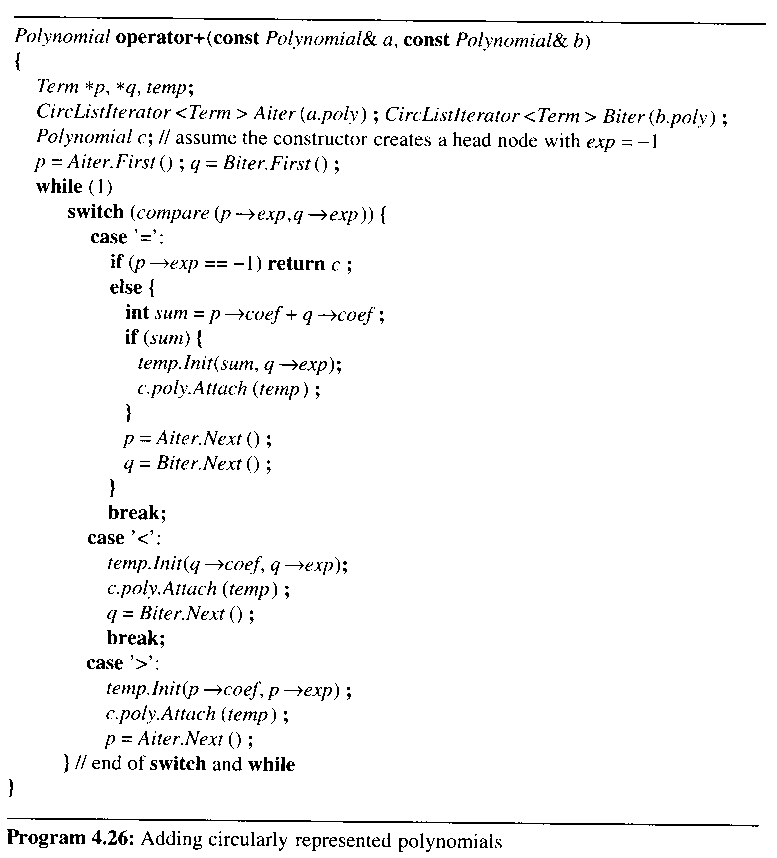 Polynomial operator+(const Polynomial& a, const Polynomial& b)
{
Term *p, *q, temp;
CircListIterator <Term > Aiter (a.poly) ; CircListIterator <Term > Biter (b.poly) ;
Polynomial c; // assume the constructor creates a head node with exp = −1
p = Aiter.First () ; q = Biter.First () ;
while (1)
switch (compare (p →exp,q →exp)) {
case '=':
if (p →exp == −1) return c ;
else {
int sum = p →coef + q →coef ;
if (sum) {
temp.Init(sum, q →exp);
c.poly.Attach (temp) ;
}
p = Aiter.Next () ;
q = Biter.Next () ;
}
break;
case '<':
temp.Init(q →coef, q →exp);
c.poly.Attach (temp) ;
q = Biter.Next () ;
break;
case '>':
temp.Init(p →coef, p →exp) ;
c.poly.Attach (temp) ;
p = Aiter.Next () ;
} // end of switch and while
}
Program 4.26: Adding circularly represented polynomials